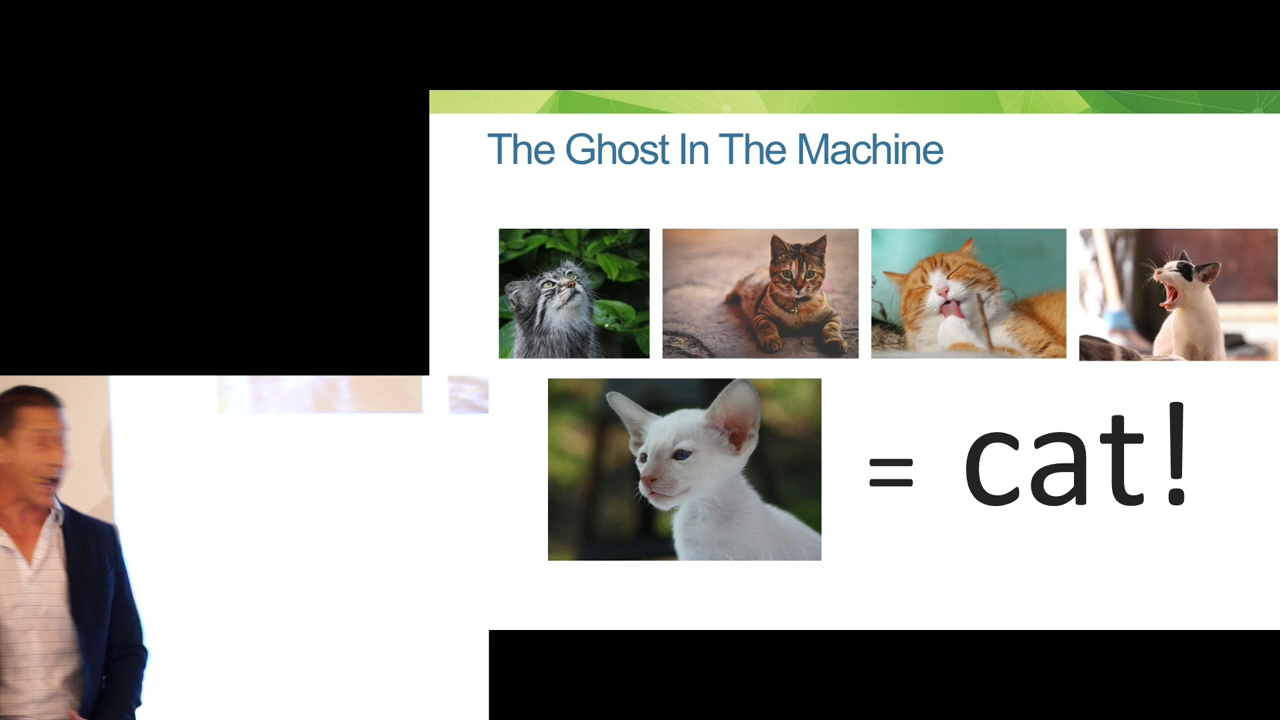 The Ghost In The Machine
= cat!